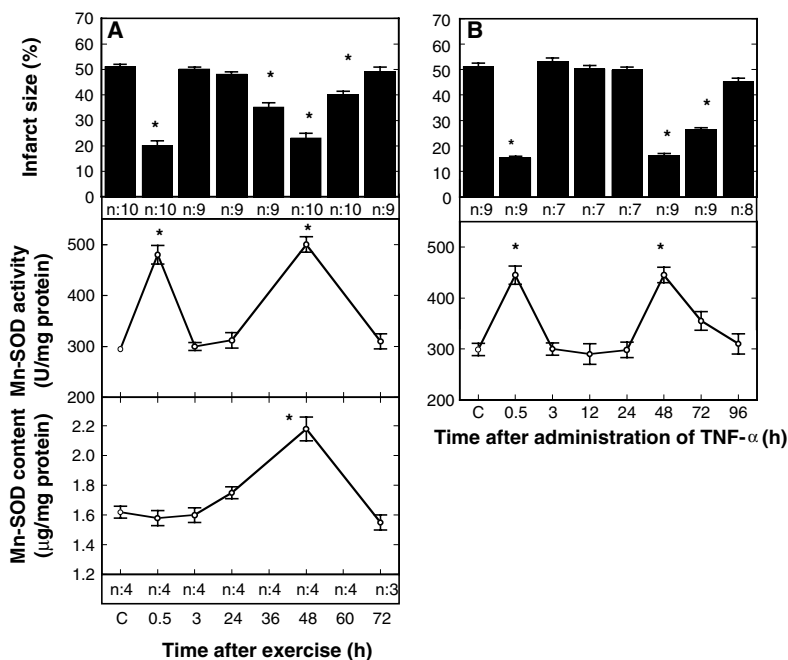 A
Infarct size (%)
70
60
50
40
30
20
10
0
* * * *
n:10 n:10 n:9 n:9 n:9 n:10 n:10 n:9
Mn-SOD activity
(U/mg protein)
500
400
300
200
* *
Mn-SOD content
(μg/mg protein)
2.2
2.0
1.8
1.6
1.4
1.2
*
n:4 n:4 n:4 n:4 n:4 n:4 n:4 n:3
C 0.5 3 24 36 48 60 72
Time after exercise (h)
B
70
60
50
40
30
20
10
0
* * *
n:9 n:9 n:7 n:7 n:7 n:9 n:9 n:8
500
400
300
200
* *
C 0.5 3 12 24 48 72 96
Time after administration of TNF-α (h)